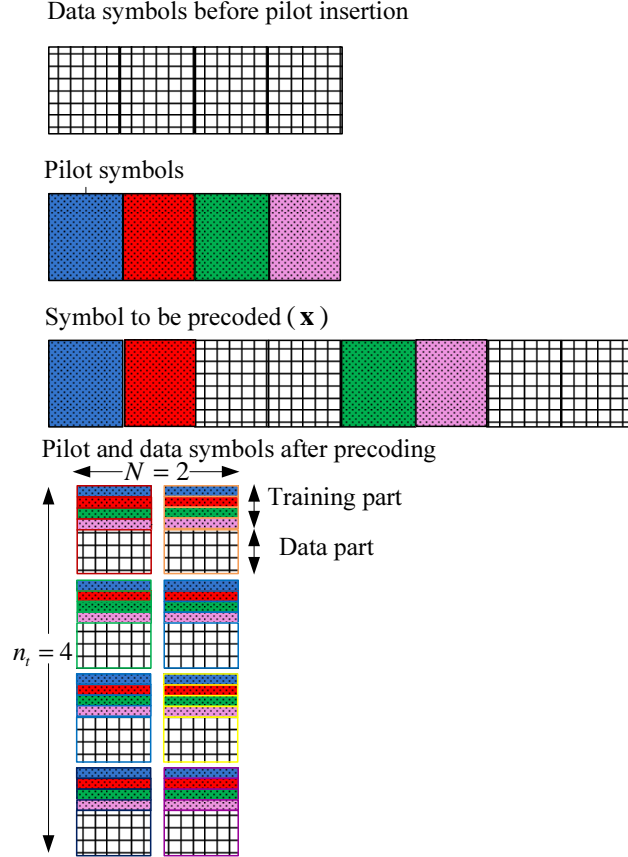 Data symbols before pilot insertion
Pilot symbols
Symbol to be precoded (x)
Pilot and data symbols after precoding
N = 2
Training part
Data part
n_t = 4